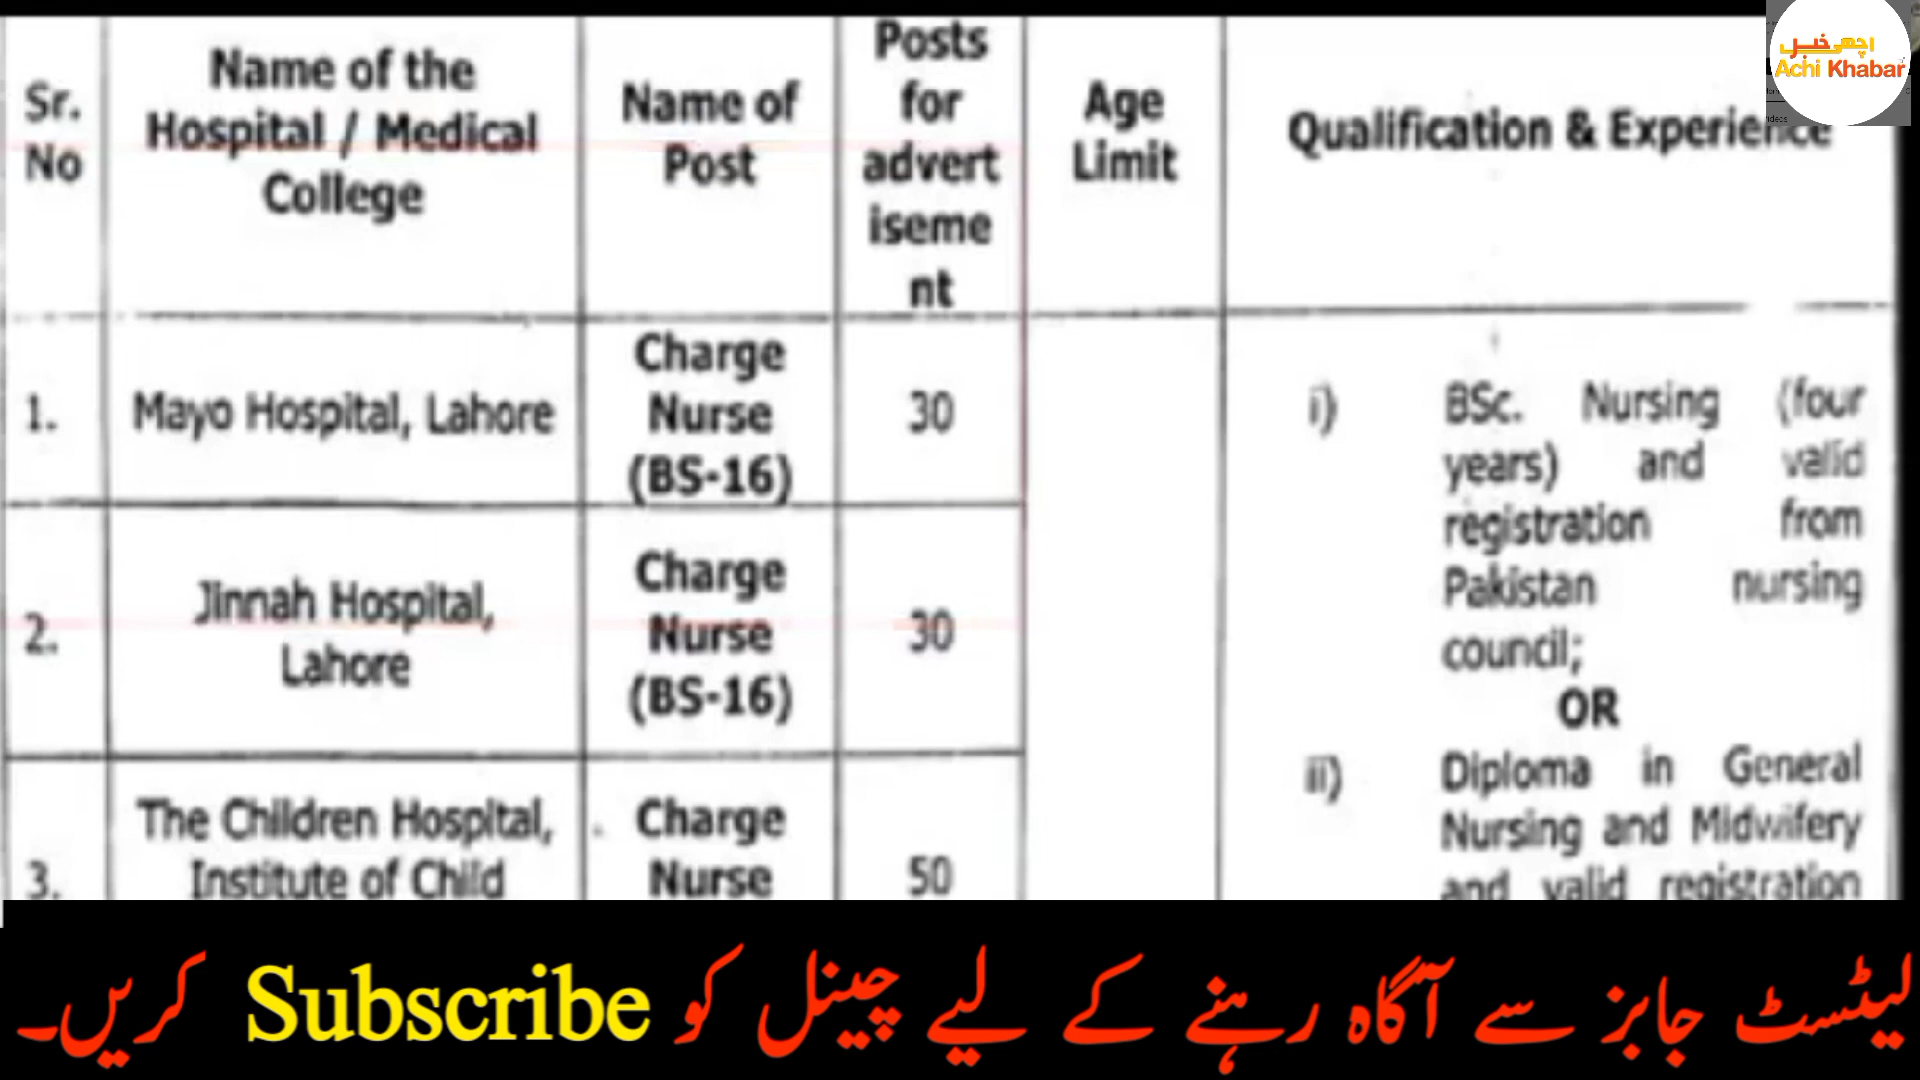 Sr. No
Name of the Hospital / Medical College
Name of Post
Posts for advert iseme nt
Age Limit
Qualification & Experience
1.
Mayo Hospital, Lahore
Charge Nurse (BS-16)
30
2.
Jinnah Hospital, Lahore
Charge Nurse (BS-16)
30
3.
The Children Hospital, Institute of Child
Charge Nurse
50
i) BSc. Nursing (four
years) and valid
registration from
Pakistan nursing
council;
OR
ii) Diploma in General
Nursing and Midwifery
and valid registration
اچھی خبر
Achi Khabar
لیٹسٹ جابز سے آگاہ رہنے کے لیے چینل کو Subscribe کریں۔